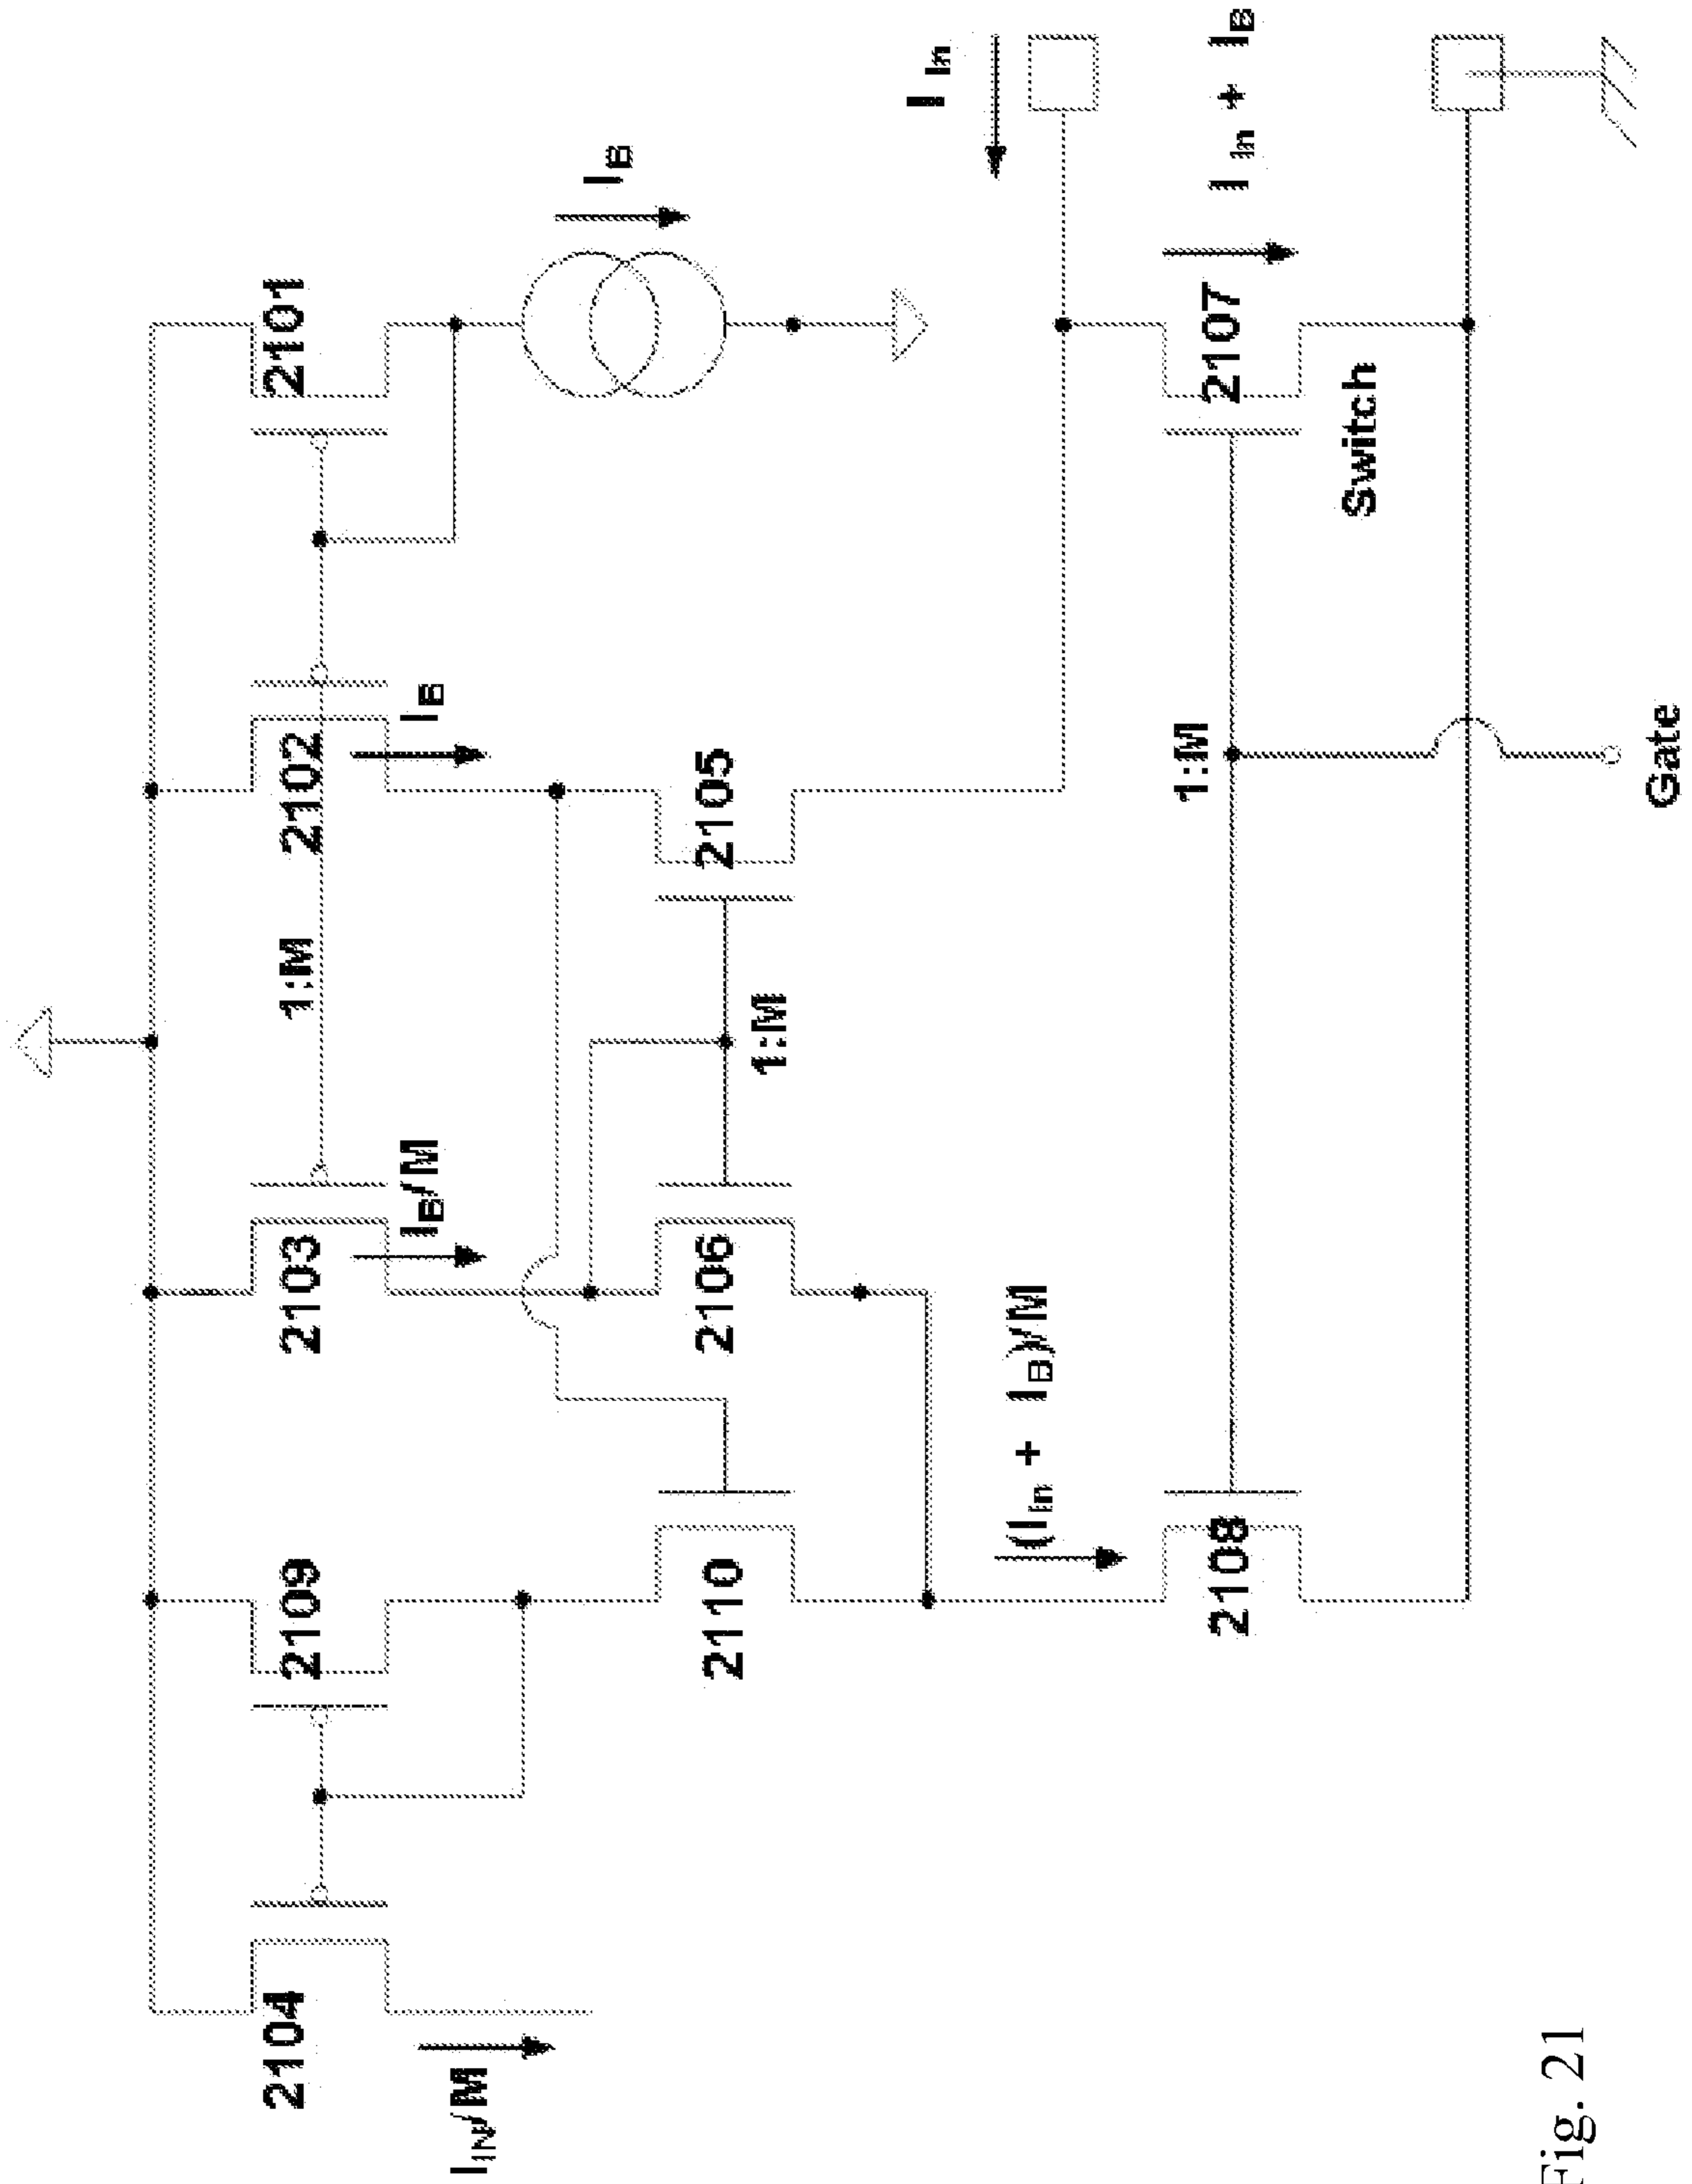 2104
I_IN/M
2109
2110
2103
I_B/M
2106
1:M
2102
I_B
2105
1:M
2101
I_B
(I_In + I_B)/M
2108
1:M
2107
Switch
I_In
I_In + I_B
Gate
Fig. 21